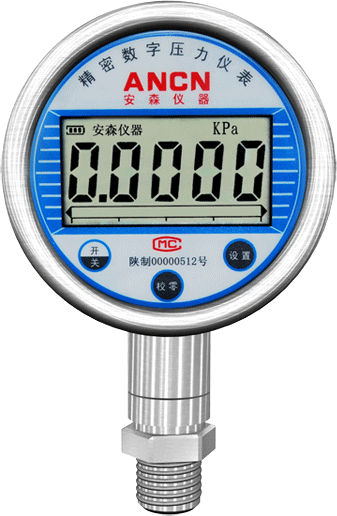 精密数字压力仪表
ANCN
安森仪器
安森仪器 KPa
0.0000
开
关
MC
设置
陕制00000512号
校零